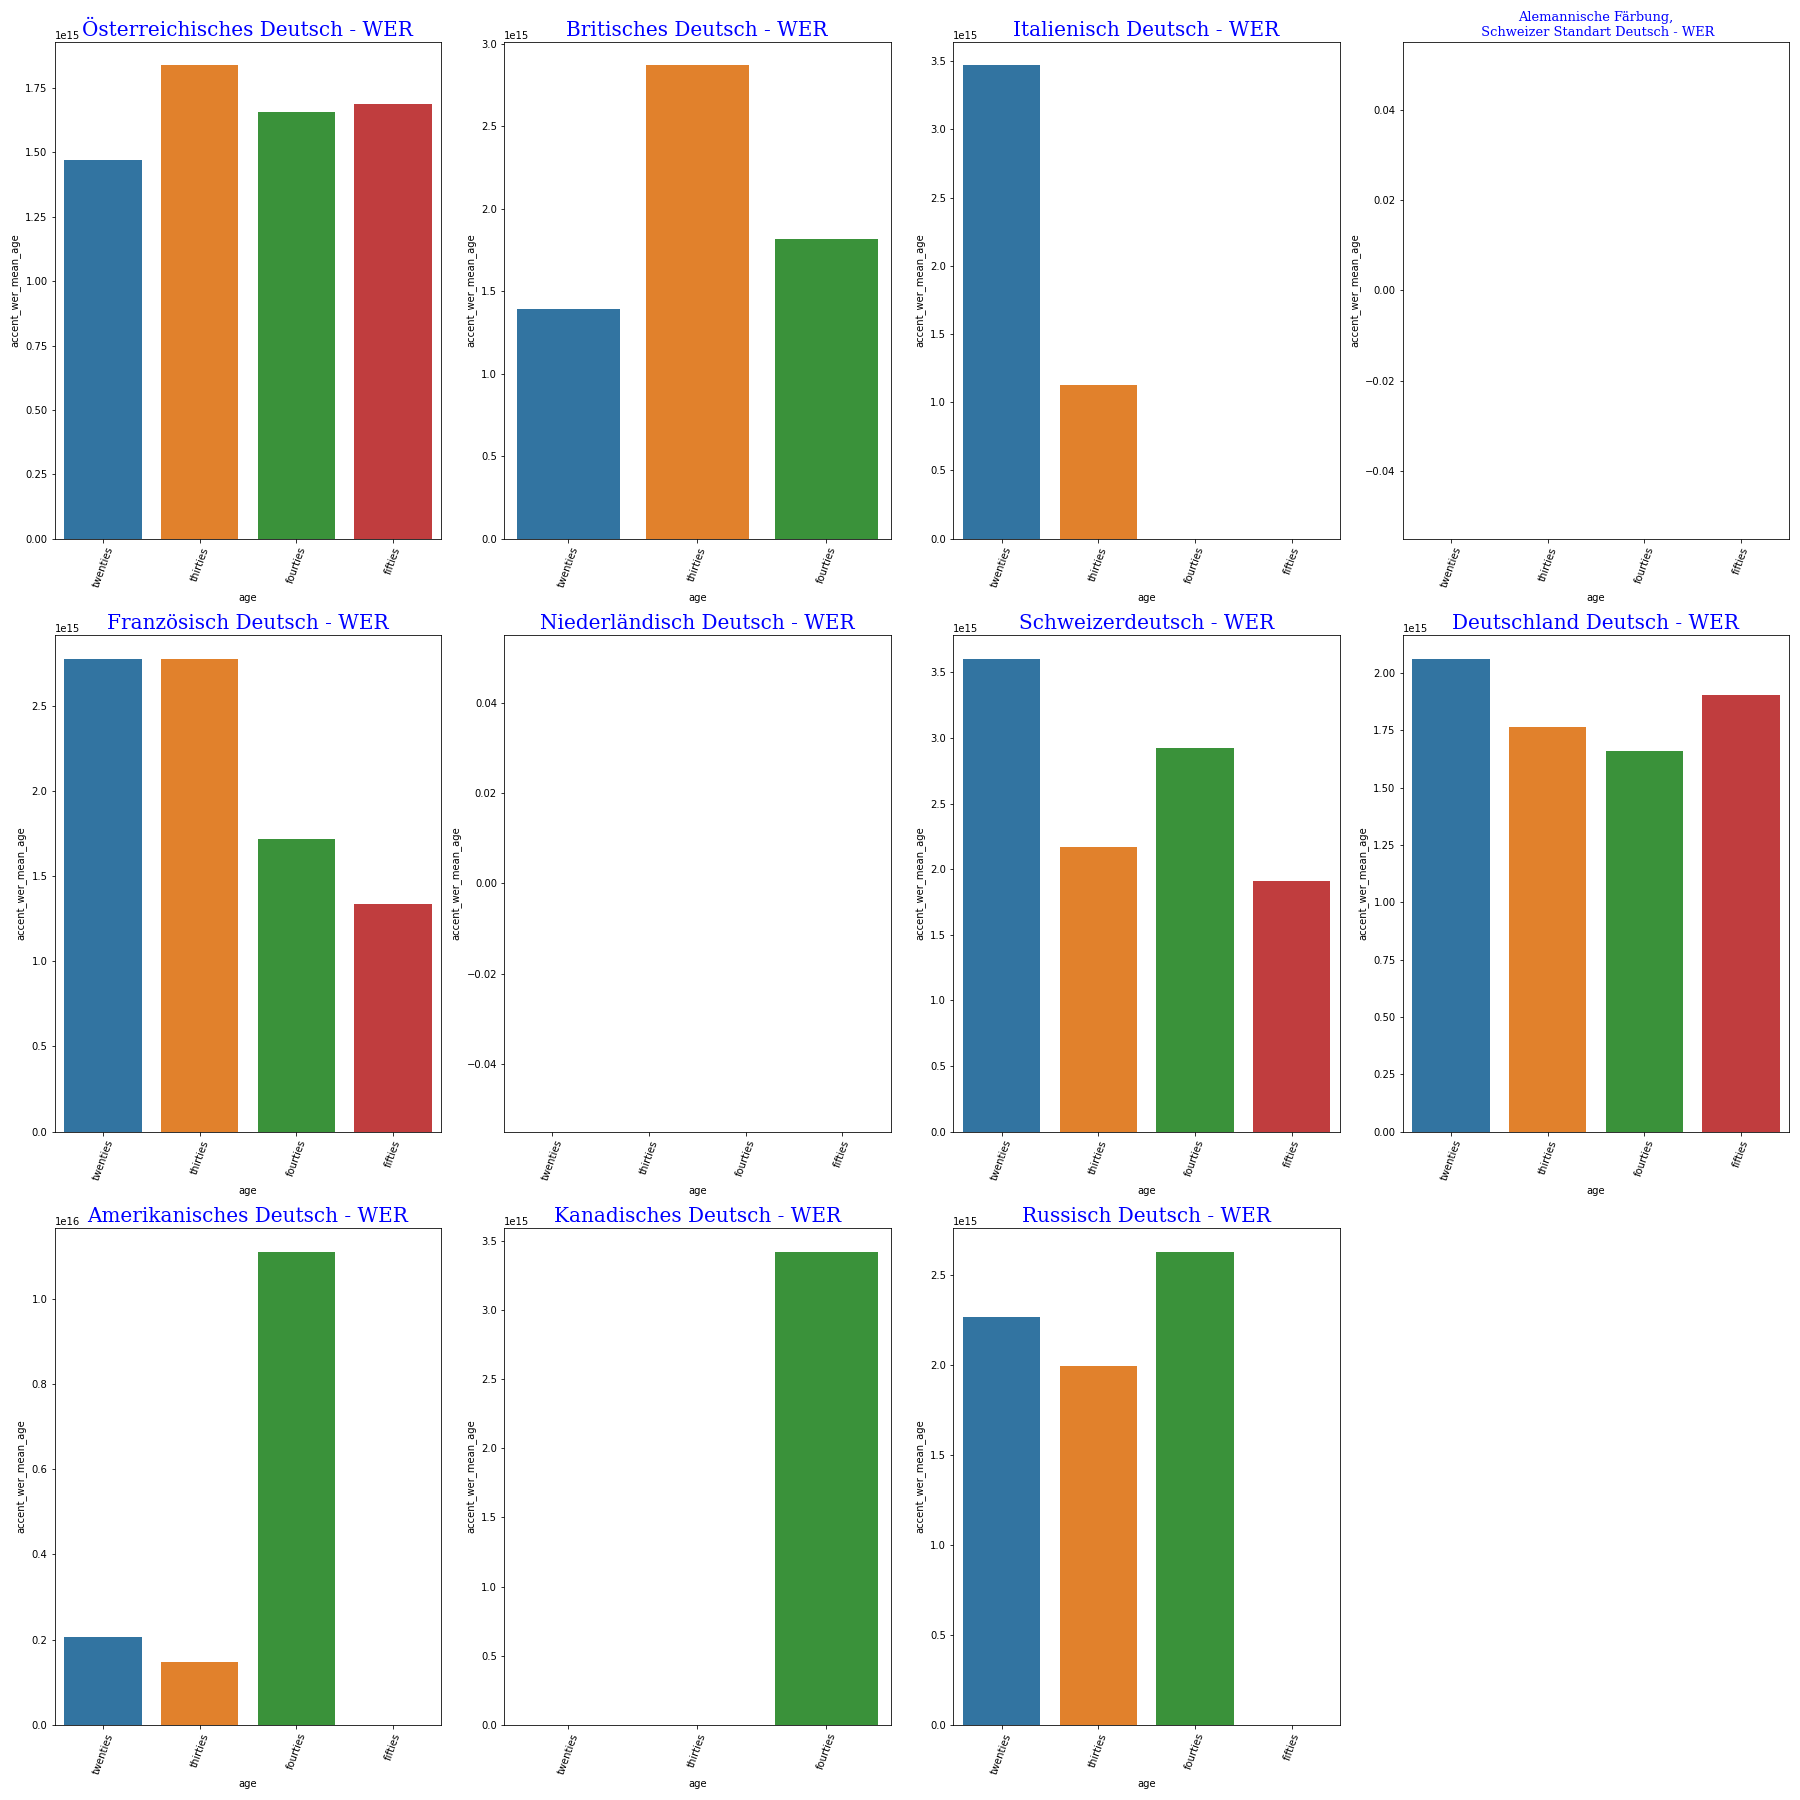 1e15
Österreichisches Deutsch - WER
accent_wer_mean_age
1.75
1.50
1.25
1.00
0.75
0.50
0.25
0.00
twenties
thirties
fourties
fifties
age
1e15
Britisches Deutsch - WER
accent_wer_mean_age
3.0
2.5
2.0
1.5
1.0
0.5
0.0
twenties
thirties
fourties
age
1e15
Italienisch Deutsch - WER
accent_wer_mean_age
3.5
3.0
2.5
2.0
1.5
1.0
0.5
0.0
twenties
thirties
fourties
fifties
age
Alemannische Färbung,
Schweizer Standart Deutsch - WER
accent_wer_mean_age
0.04
0.02
0.00
−0.02
−0.04
twenties
thirties
fourties
fifties
age
1e15
Französisch Deutsch - WER
accent_wer_mean_age
2.5
2.0
1.5
1.0
0.5
0.0
twenties
thirties
fourties
fifties
age
Niederländisch Deutsch - WER
accent_wer_mean_age
0.04
0.02
0.00
−0.02
−0.04
twenties
thirties
fourties
fifties
age
1e15
Schweizerdeutsch - WER
accent_wer_mean_age
3.5
3.0
2.5
2.0
1.5
1.0
0.5
0.0
twenties
thirties
fourties
fifties
age
1e15
Deutschland Deutsch - WER
accent_wer_mean_age
2.00
1.75
1.50
1.25
1.00
0.75
0.50
0.25
0.00
twenties
thirties
fourties
fifties
age
1e16
Amerikanisches Deutsch - WER
accent_wer_mean_age
1.0
0.8
0.6
0.4
0.2
0.0
twenties
thirties
fourties
fifties
age
1e15
Kanadisches Deutsch - WER
accent_wer_mean_age
3.5
3.0
2.5
2.0
1.5
1.0
0.5
0.0
twenties
thirties
fourties
age
1e15
Russisch Deutsch - WER
accent_wer_mean_age
2.5
2.0
1.5
1.0
0.5
0.0
twenties
thirties
fourties
fifties
age